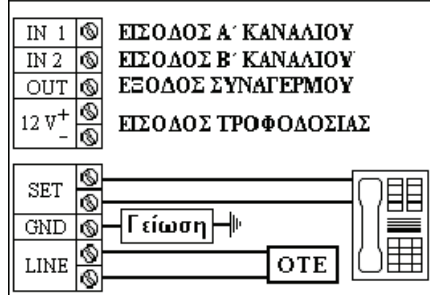 IN 1 ΕΙΣΟΔΟΣ Α΄ ΚΑΝΑΛΙΟΥ
IN 2 ΕΙΣΟΔΟΣ Β΄ ΚΑΝΑΛΙΟΥ
OUT ΕΞΟΔΟΣ ΣΥΝΑΓΕΡΜΟΥ
12 V + - ΕΙΣΟΔΟΣ ΤΡΟΦΟΔΟΣΙΑΣ
SET
GND Γείωση
LINE ΟΤΕ